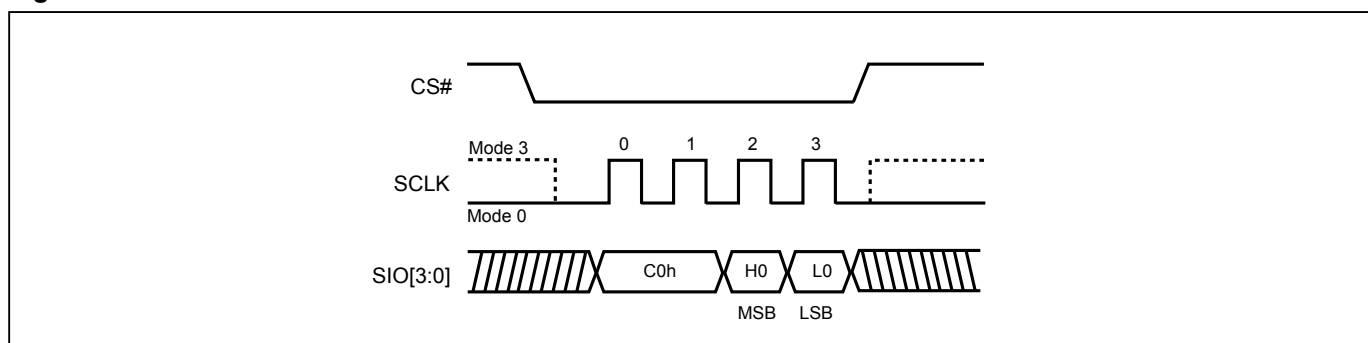 CS#
Mode 3
0 1 2 3
SCLK
Mode 0
SIO[3:0]
C0h H0 L0
MSB LSB